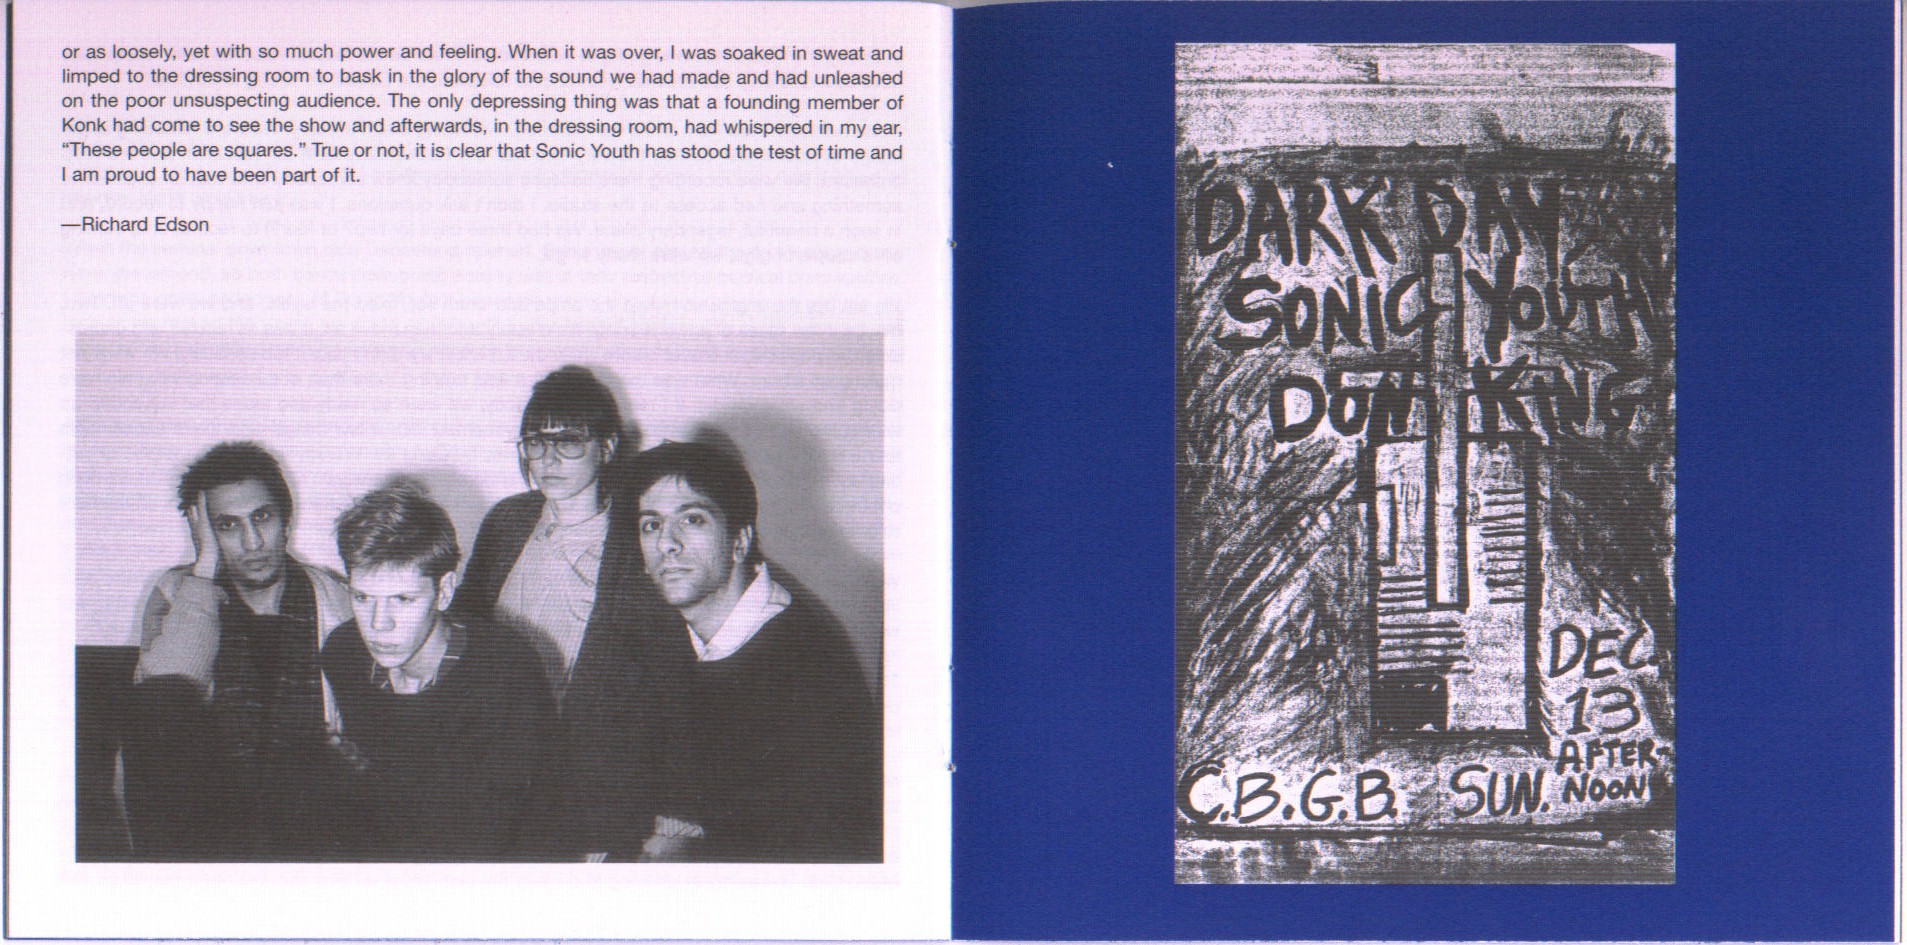 or as loosely, yet with so much power and feeling. When it was over, I was soaked in sweat and
limped to the dressing room to bask in the glory of the sound we had made and had unleashed
on the poor unsuspecting audience. The only depressing thing was that a founding member of
Konk had come to see the show and afterwards, in the dressing room, had whispered in my ear,
“These people are squares.” True or not, it is clear that Sonic Youth has stood the test of time and
I am proud to have been part of it.
—Richard Edson
DARK DAY
SONIC YOUTH
DON KING
DEC.
13
AFTER-
NOON
C.B.G.B. SUN.